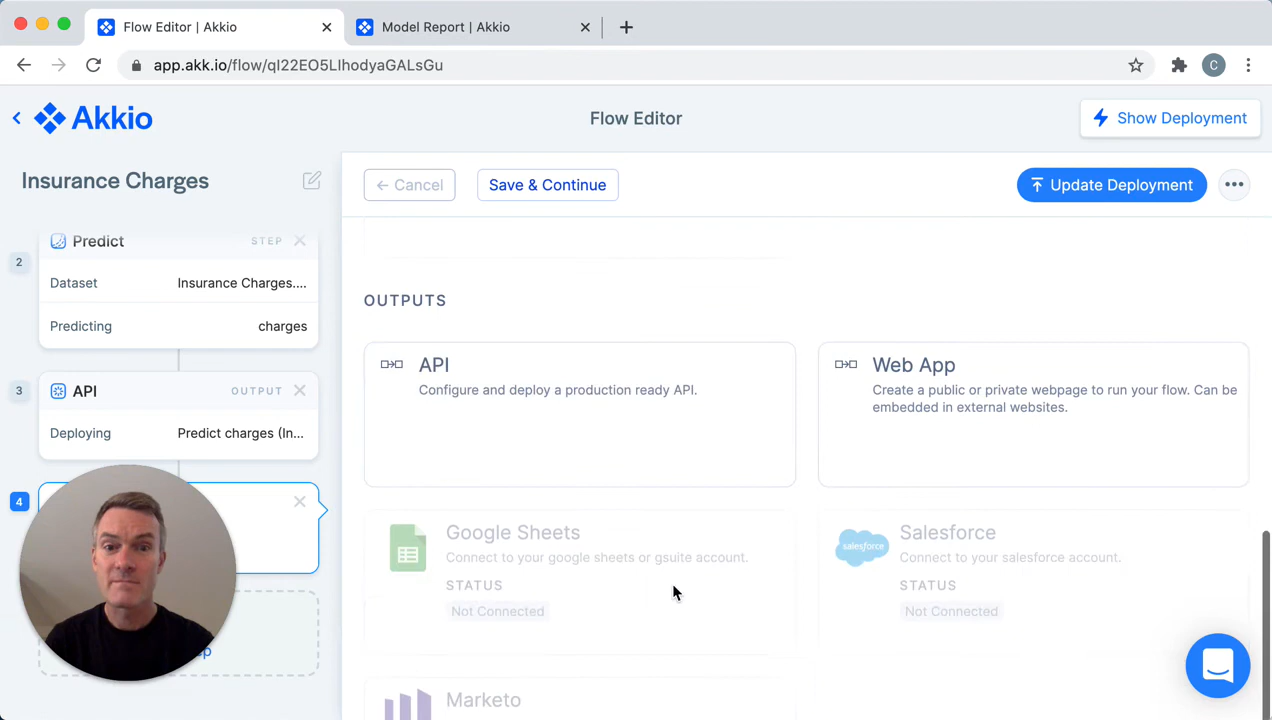 Flow Editor | Akkio
Model Report | Akkio
app.akk.io/flow/qI22EO5LIhodyaGALsGu
C
Akkio
Flow Editor
Show Deployment
Insurance Charges
← Cancel
Save & Continue
Update Deployment
2
Predict
STEP
Dataset
Insurance Charges....
Predicting
charges
3
API
OUTPUT
Deploying
Predict charges (In...
4
OUTPUTS
API
Configure and deploy a production ready API.
Web App
Create a public or private webpage to run your flow. Can be
embedded in external websites.
Google Sheets
Connect to your google sheets or gsuite account.
STATUS
Not Connected
salesforce
Salesforce
Connect to your salesforce account.
STATUS
Not Connected
Marketo